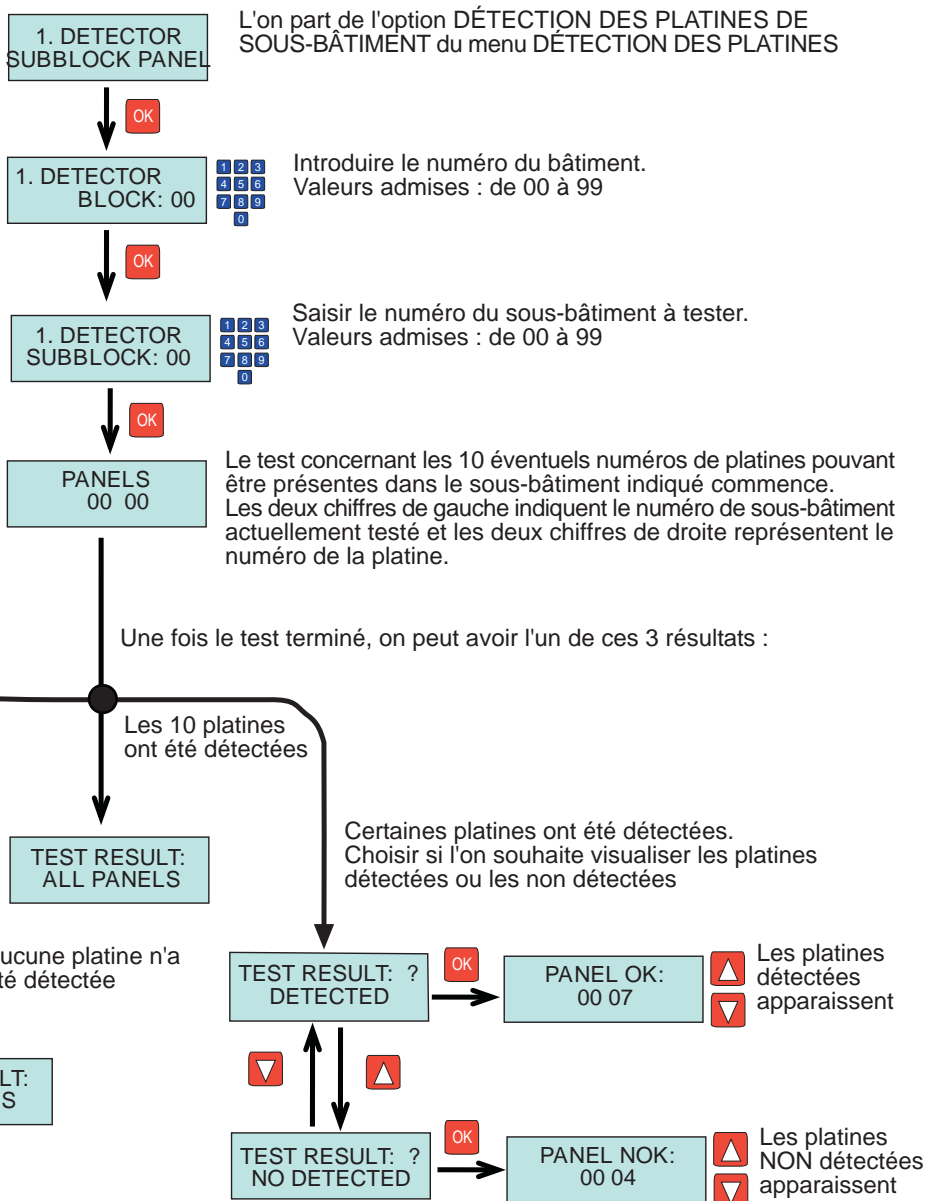 1. DETECTOR
SUBBLOCK PANEL
L'on part de l'option DÉTECTION DES PLATINES DE
SOUS-BÂTIMENT du menu DÉTECTION DES PLATINES
OK
1. DETECTOR
BLOCK: 00
1 2 3
4 5 6
7 8 9
0
Introduire le numéro du bâtiment.
Valeurs admises : de 00 à 99
OK
1. DETECTOR
SUBBLOCK: 00
1 2 3
4 5 6
7 8 9
0
Saisir le numéro du sous-bâtiment à tester.
Valeurs admises : de 00 à 99
OK
PANELS
00 00
Le test concernant les 10 éventuels numéros de platines pouvant
être présentes dans le sous-bâtiment indiqué commence.
Les deux chiffres de gauche indiquent le numéro de sous-bâtiment
actuellement testé et les deux chiffres de droite représentent le
numéro de la platine.
Une fois le test terminé, on peut avoir l'un de ces 3 résultats :
Les 10 platines
ont été détectées
TEST RESULT:
ALL PANELS
Certaines platines ont été détectées.
Choisir si l'on souhaite visualiser les platines
détectées ou les non détectées
ucune platine n'a
té détectée
LT:
S
TEST RESULT: ?
DETECTED
OK
PANEL OK:
00 07
Les platines
détectées
apparaissent
TEST RESULT: ?
NO DETECTED
OK
PANEL NOK:
00 04
Les platines
NON détectées
apparaissent